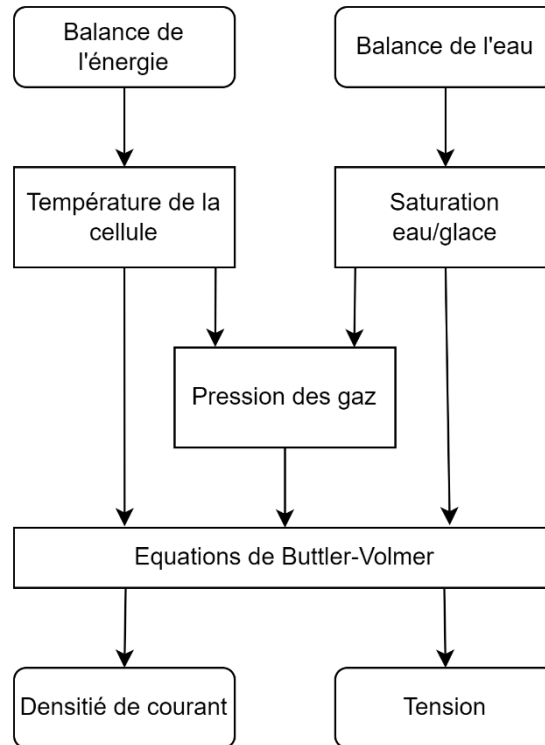 Balance de
l'énergie
Balance de l'eau
Température de la
cellule
Saturation
eau/glace
Pression des gaz
Equations de Buttler-Volmer
Densitié de courant
Tension